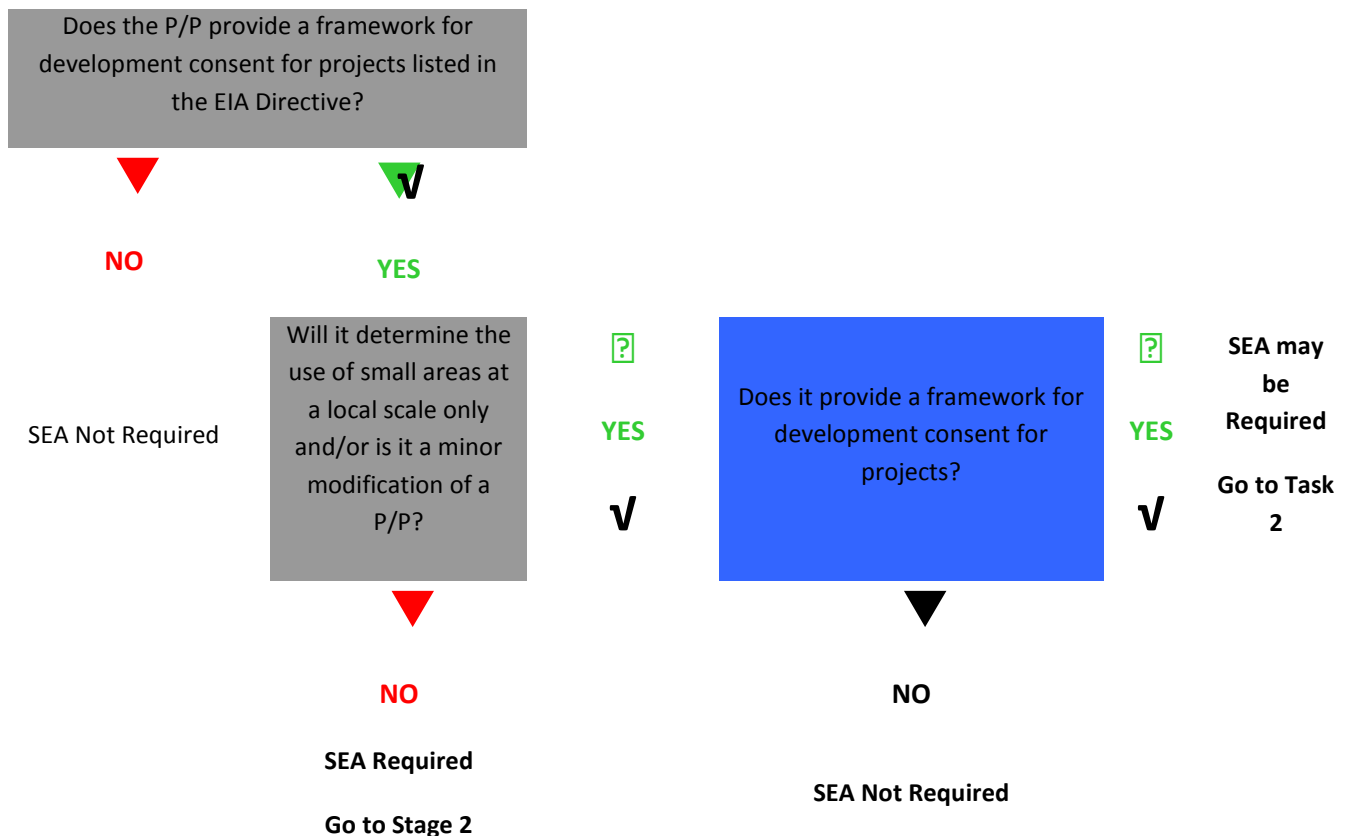 Does the P/P provide a framework for
development consent for projects listed in
the EIA Directive?
√
NO
YES
SEA Not Required
Will it determine the
use of small areas at
a local scale only
and/or is it a minor
modification of a
P/P?
?
YES
√
Does it provide a framework for
development consent for
projects?
?
YES
√
SEA may
be
Required
Go to Task
2
NO
SEA Required
Go to Stage 2
NO
SEA Not Required